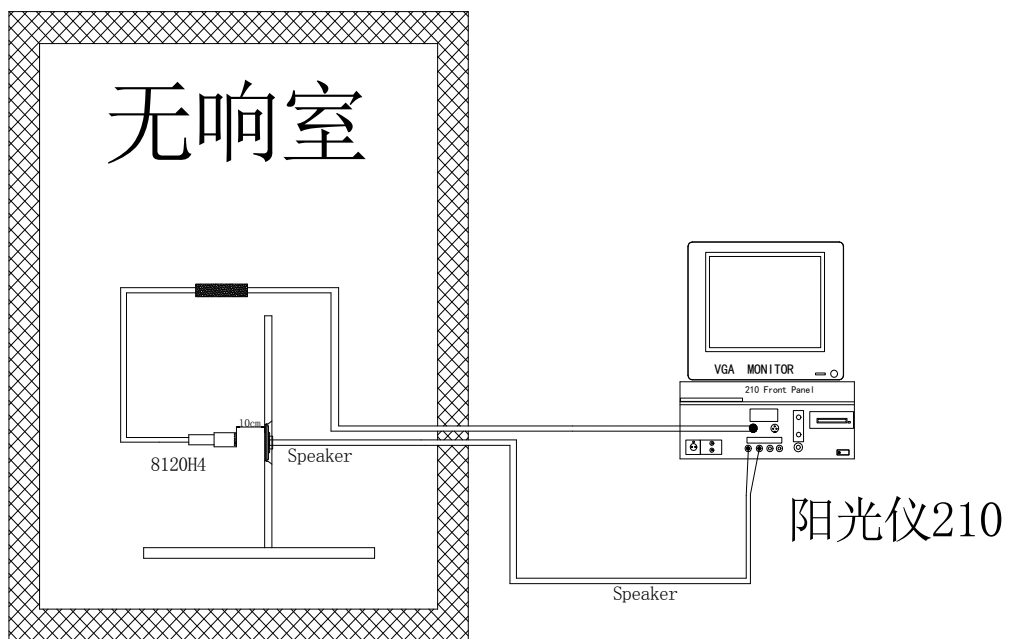 无响室
VGA MONITOR
210 Front Panel
10cm
Speaker
8120H4
阳光仪210
Speaker